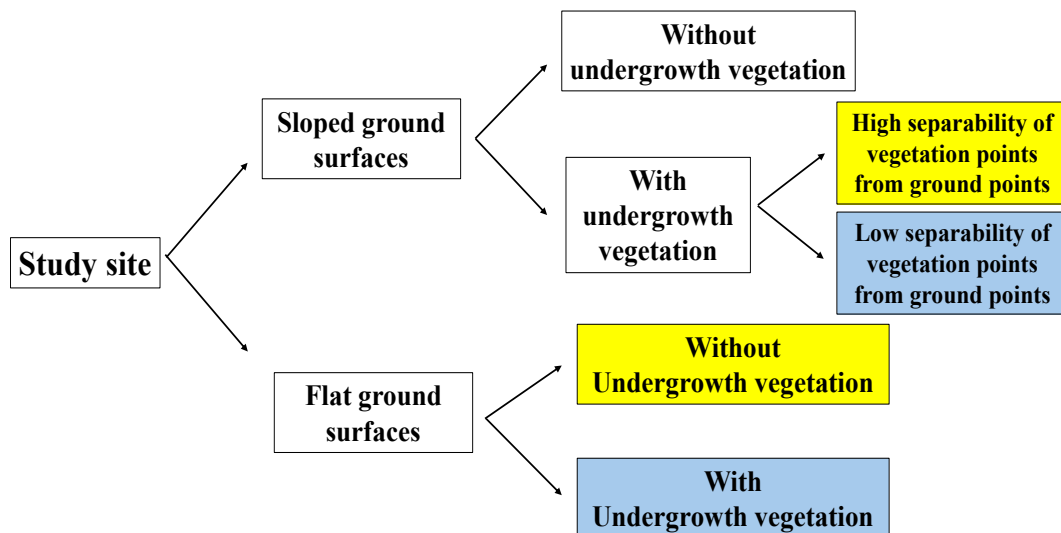 Study site
Sloped ground
surfaces
Without
undergrowth vegetation
With
undergrowth
vegetation
High separability of
vegetation points
from ground points
Low separability of
vegetation points
from ground points
Flat ground
surfaces
Without
Undergrowth vegetation
With
Undergrowth vegetation